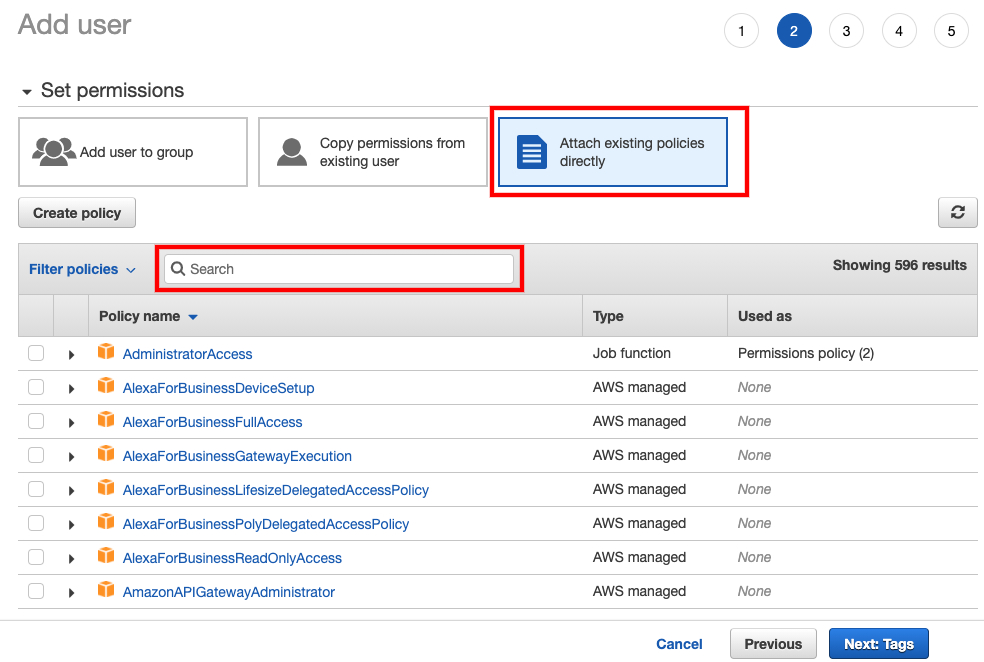 Add user
1 2 3 4 5
Set permissions
Add user to group
Copy permissions from
existing user
Attach existing policies
directly
Create policy
Filter policies
Search
Showing 596 results
Policy name Type Used as
AdministratorAccess Job function Permissions policy (2)
AlexaForBusinessDeviceSetup AWS managed None
AlexaForBusinessFullAccess AWS managed None
AlexaForBusinessGatewayExecution AWS managed None
AlexaForBusinessLifesizeDelegatedAccessPolicy AWS managed None
AlexaForBusinessPolyDelegatedAccessPolicy AWS managed None
AlexaForBusinessReadOnlyAccess AWS managed None
AmazonAPIGatewayAdministrator AWS managed None
Cancel Previous Next: Tags